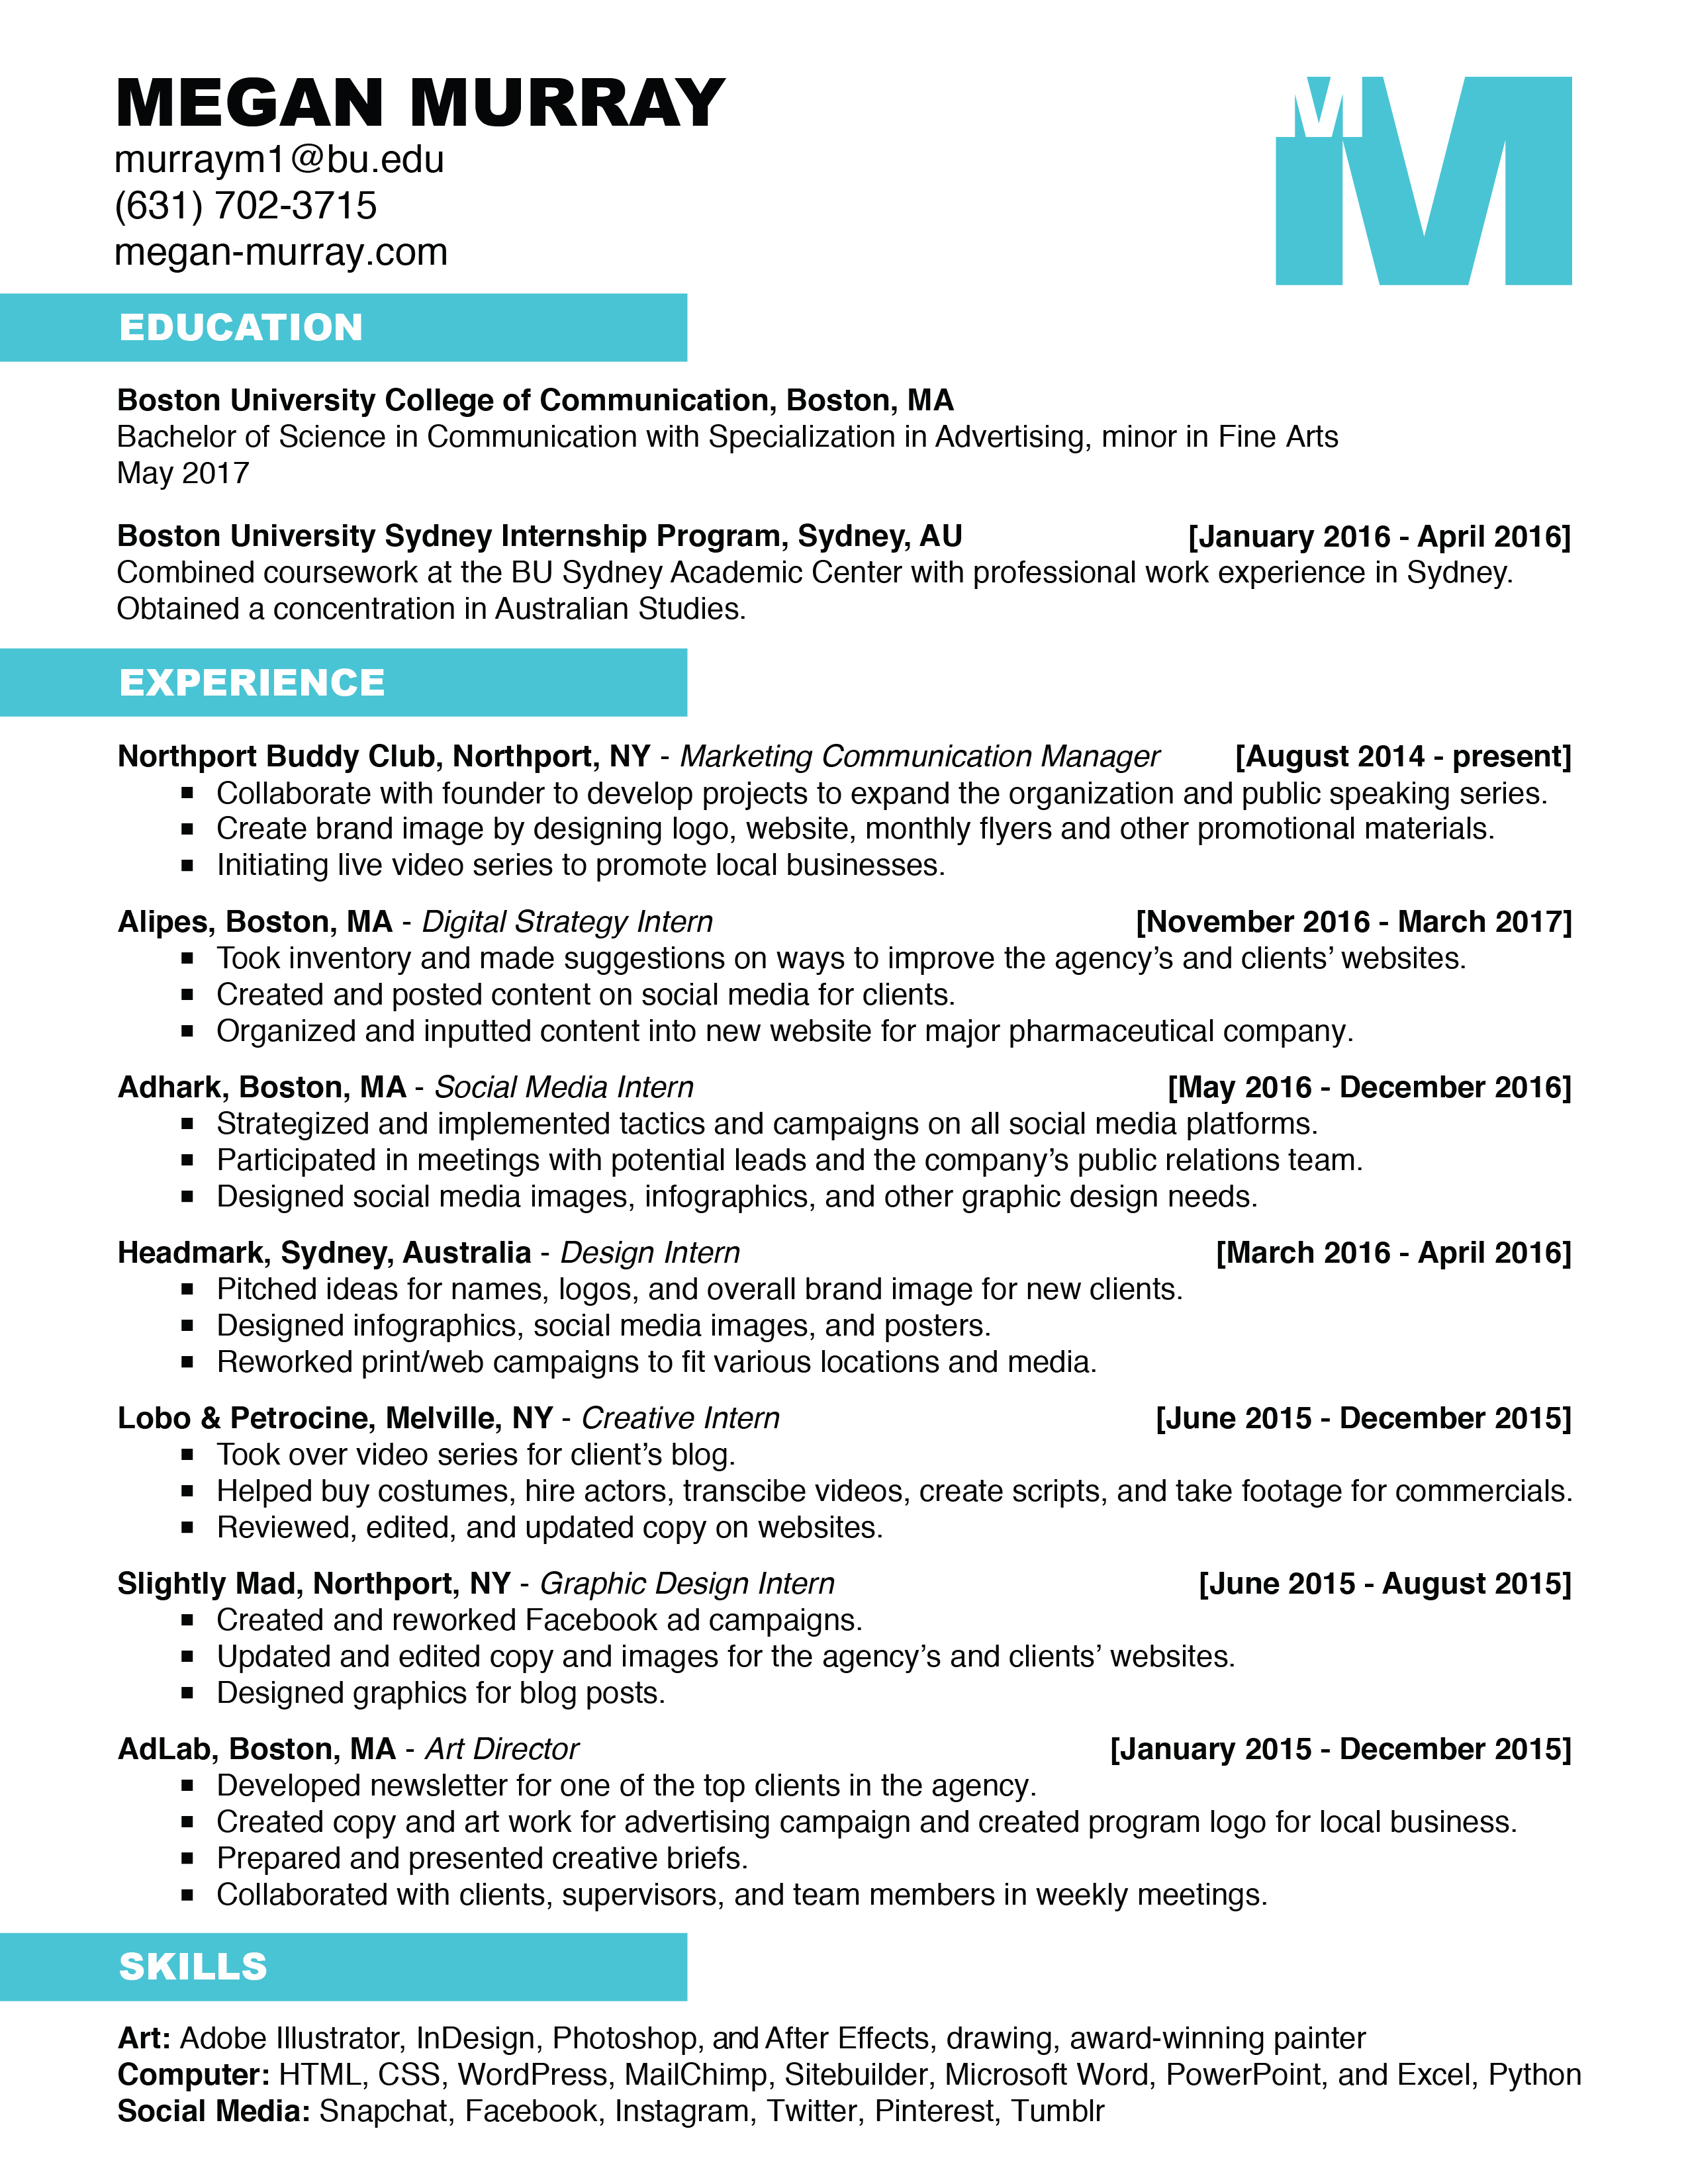 MEGAN MURRAY
murraym1@bu.edu
(631) 702-3715
megan-murray.com
MM
EDUCATION
Boston University College of Communication, Boston, MA
Bachelor of Science in Communication with Specialization in Advertising, minor in Fine Arts
May 2017
Boston University Sydney Internship Program, Sydney, AU [January 2016 - April 2016]
Combined coursework at the BU Sydney Academic Center with professional work experience in Sydney.
Obtained a concentration in Australian Studies.
EXPERIENCE
Northport Buddy Club, Northport, NY - Marketing Communication Manager [August 2014 - present]
▪ Collaborate with founder to develop projects to expand the organization and public speaking series.
▪ Create brand image by designing logo, website, monthly flyers and other promotional materials.
▪ Initiating live video series to promote local businesses.
Alipes, Boston, MA - Digital Strategy Intern [November 2016 - March 2017]
▪ Took inventory and made suggestions on ways to improve the agency’s and clients’ websites.
▪ Created and posted content on social media for clients.
▪ Organized and inputted content into new website for major pharmaceutical company.
Adhark, Boston, MA - Social Media Intern [May 2016 - December 2016]
▪ Strategized and implemented tactics and campaigns on all social media platforms.
▪ Participated in meetings with potential leads and the company’s public relations team.
▪ Designed social media images, infographics, and other graphic design needs.
Headmark, Sydney, Australia - Design Intern [March 2016 - April 2016]
▪ Pitched ideas for names, logos, and overall brand image for new clients.
▪ Designed infographics, social media images, and posters.
▪ Reworked print/web campaigns to fit various locations and media.
Lobo & Petrocine, Melville, NY - Creative Intern [June 2015 - December 2015]
▪ Took over video series for client’s blog.
▪ Helped buy costumes, hire actors, transcibe videos, create scripts, and take footage for commercials.
▪ Reviewed, edited, and updated copy on websites.
Slightly Mad, Northport, NY - Graphic Design Intern [June 2015 - August 2015]
▪ Created and reworked Facebook ad campaigns.
▪ Updated and edited copy and images for the agency’s and clients’ websites.
▪ Designed graphics for blog posts.
AdLab, Boston, MA - Art Director [January 2015 - December 2015]
▪ Developed newsletter for one of the top clients in the agency.
▪ Created copy and art work for advertising campaign and created program logo for local business.
▪ Prepared and presented creative briefs.
▪ Collaborated with clients, supervisors, and team members in weekly meetings.
SKILLS
Art: Adobe Illustrator, InDesign, Photoshop, and After Effects, drawing, award-winning painter
Computer: HTML, CSS, WordPress, MailChimp, Sitebuilder, Microsoft Word, PowerPoint, and Excel, Python
Social Media: Snapchat, Facebook, Instagram, Twitter, Pinterest, Tumblr